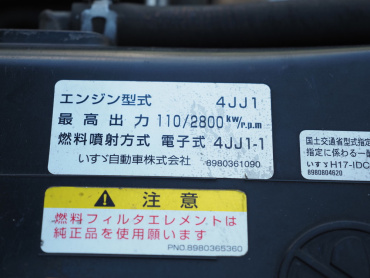 エンジン型式 4JJ1
最高出力 110/2800 kw/r.p.m
燃料噴射方式 電子式 4JJ1-1
いすゞ自動車株式会社 8980361090
国土交通省型式指定
指定に係わる一酸
いすゞH17-IDC
8980804620
注意
燃料フィルタエレメントは
純正品を使用願います
PNO.8980365360